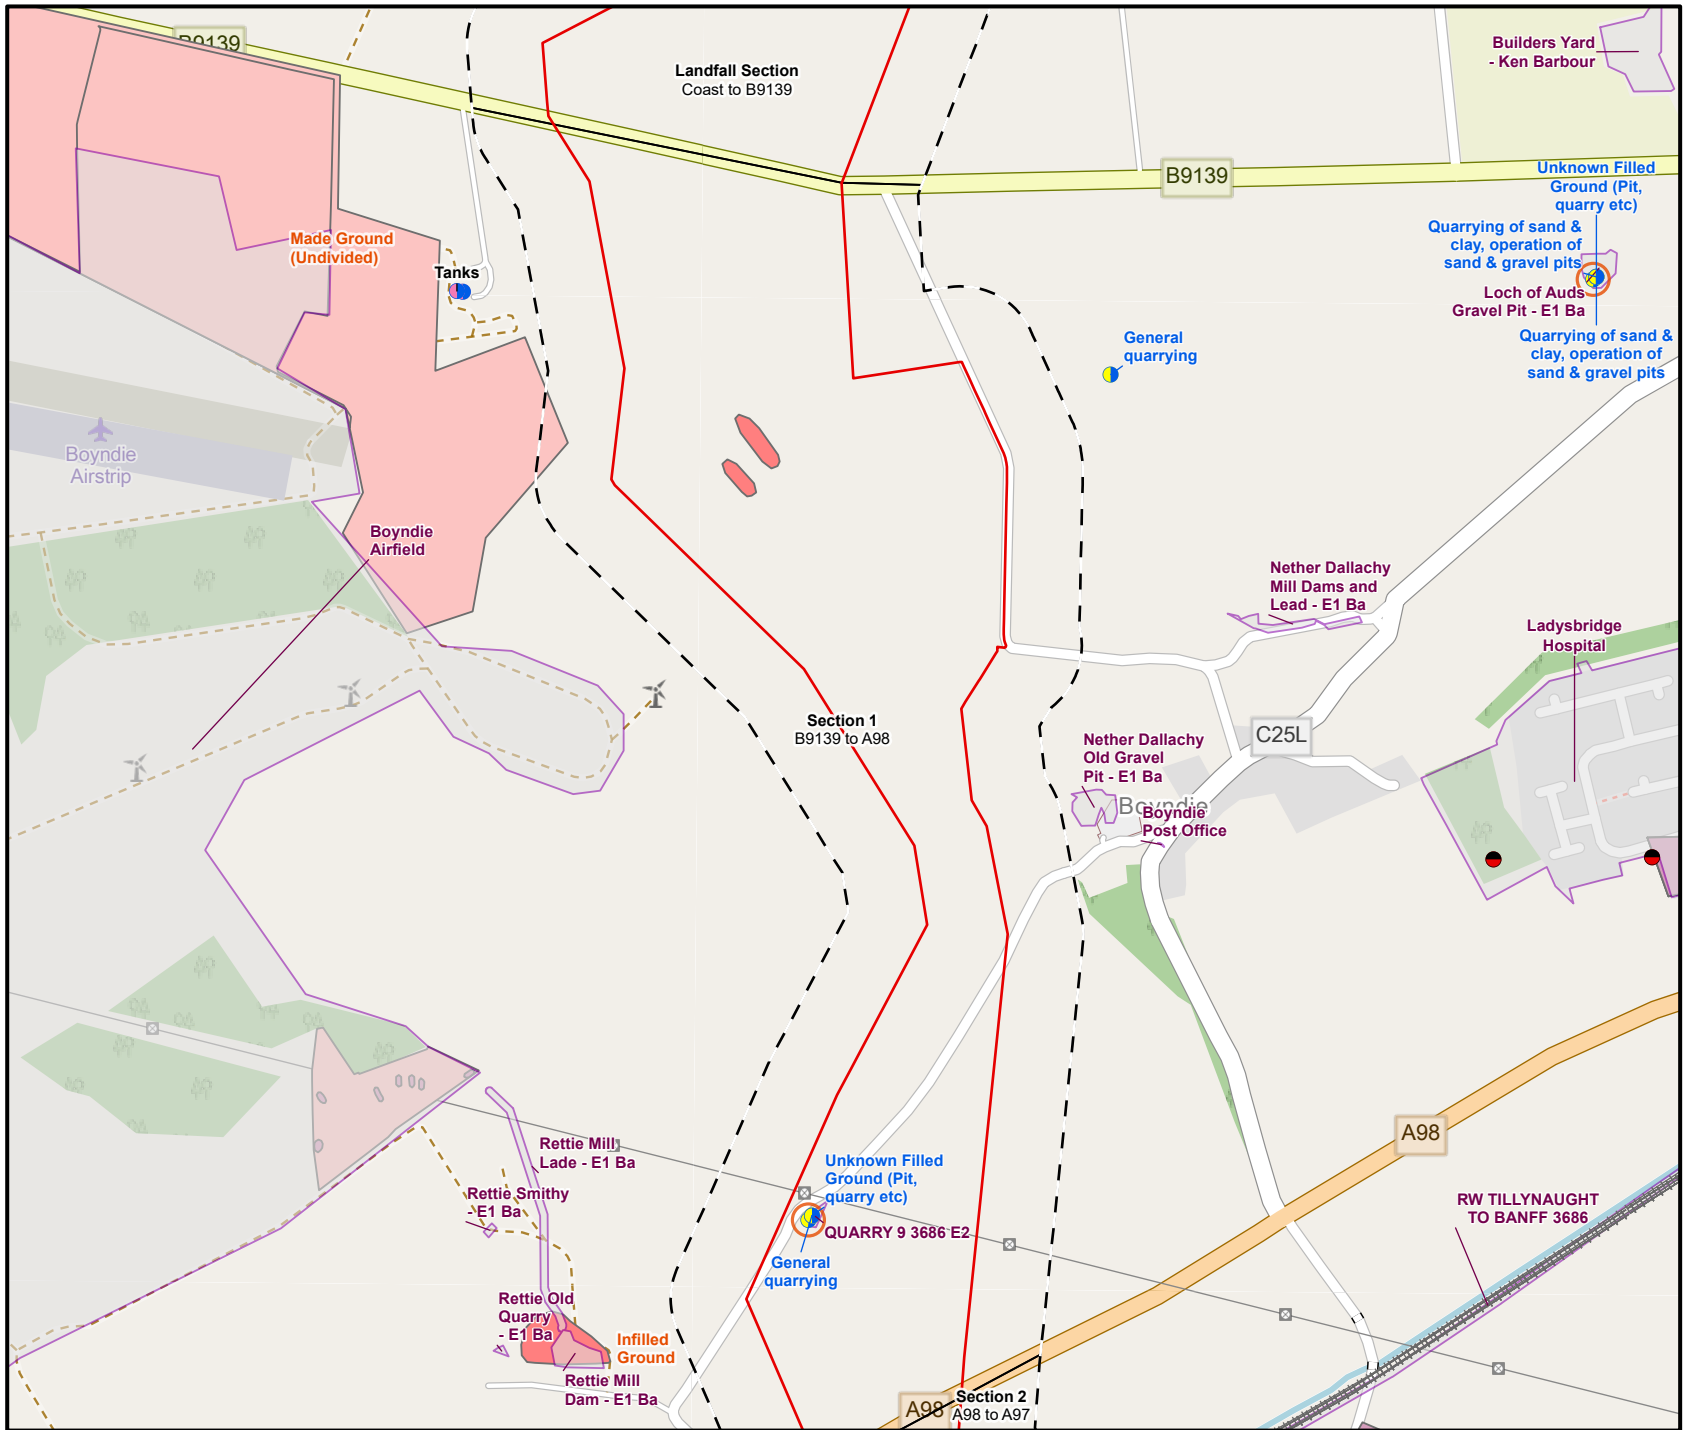 B9139
Landfall Section
Coast to B9139
Builders Yard
- Ken Barbour
B9139
Unknown Filled
Ground (Pit,
quarry etc)
Quarrying of sand &
clay, operation of
sand & gravel pits
Loch of Auds
Gravel Pit - E1 Ba
Quarrying of sand &
clay, operation of
sand & gravel pits
Made Ground
(Undivided)
Tanks
General
quarrying
Boyndie
Airstrip
Boyndie
Airfield
Nether Dallachy
Mill Dams and
Lead - E1 Ba
Ladysbridge
Hospital
Section 1
B9139 to A98
C25L
Nether Dallachy
Old Gravel
Pit - E1 Ba
Boyndie
Boyndie
Post Office
A98
Rettie Mill
Lade - E1 Ba
Rettie Smithy
- E1 Ba
Unknown Filled
Ground (Pit,
quarry etc)
QUARRY 9 3686 E2
General
quarrying
RW TILLYNAUGHT
TO BANFF 3686
Rettie Old
Quarry
- E1 Ba
Infilled
Ground
Rettie Mill
Dam - E1 Ba
A98
Section 2
A98 to A97